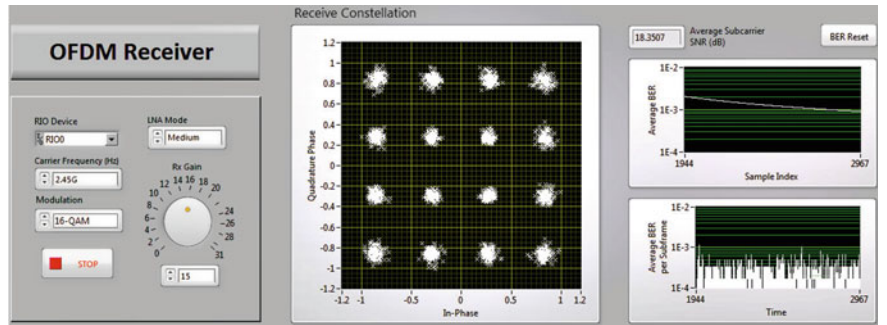 OFDM Receiver
RIO Device
RIO0
LNA Mode
Medium
Carrier Frequency (Hz)
2.45G
Rx Gain
0
2
4
6
8
10
12
14
16
18
20
24
26
28
31
15
Modulation
16-QAM
STOP
Receive Constellation
Quadrature Phase
1.2
1
0.8
0.6
0.4
0.2
0
-0.2
-0.4
-0.6
-0.8
-1
-1.2
-1.2
-1
-0.5
0
0.5
1
1.2
In-Phase
18.3507
Average Subcarrier
SNR (dB)
BER Reset
Average BER
1E-2
1E-3
1E-4
1944
2967
Sample Index
Average BER
per Subframe
1E-2
1E-3
1E-4
1944
2967
Time